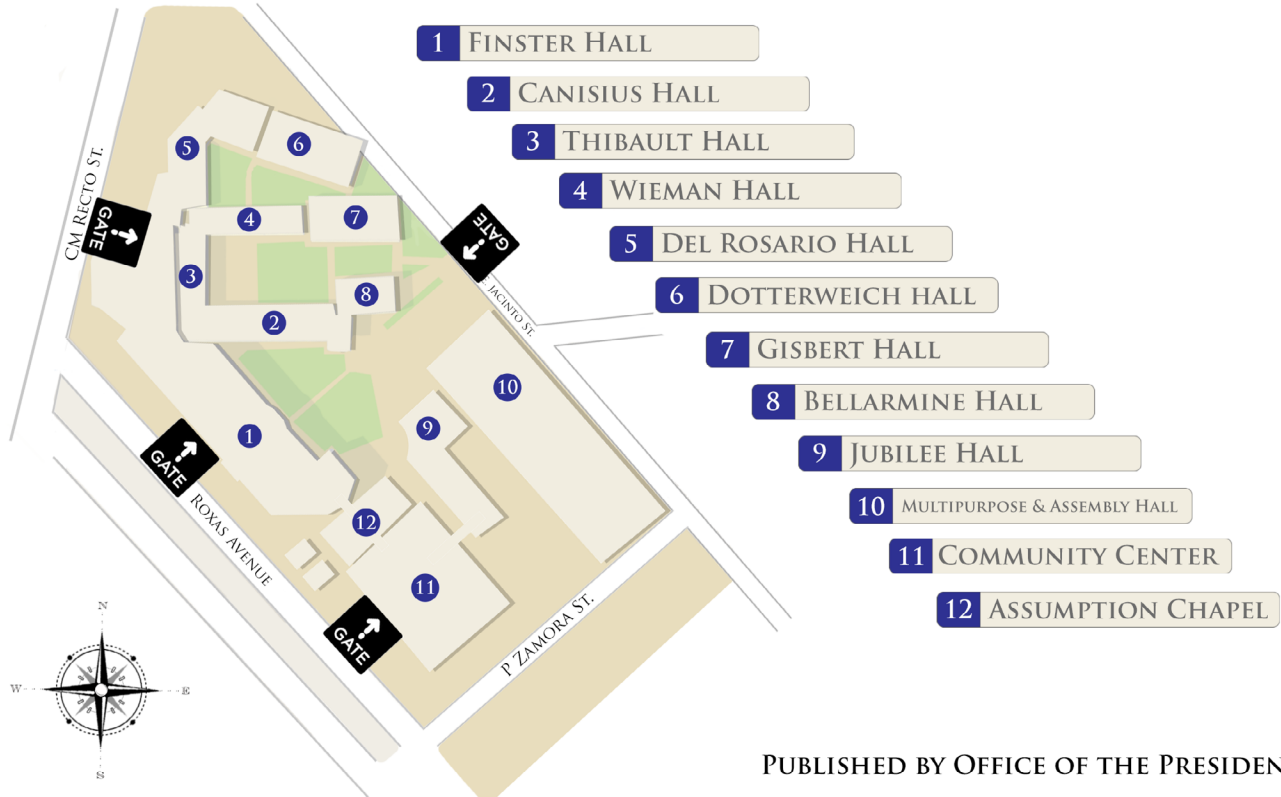 1 Finster Hall
2 Canisius Hall
3 Thibault Hall
4 Wieman Hall
5 Del Rosario Hall
6 Dotterweich hall
7 Gisbert Hall
8 Bellarmine Hall
9 Jubilee Hall
10 Multipurpose & Assembly Hall
11 Community Center
12 Assumption Chapel
CM Recto St.
GATE
5
6
4
7
GATE
3
8
E. Jacinto St.
2
10
1
9
GATE
Roxas Avenue
12
11
GATE
P Zamora St.
N
W
E
S
Published by Office of the Presiden